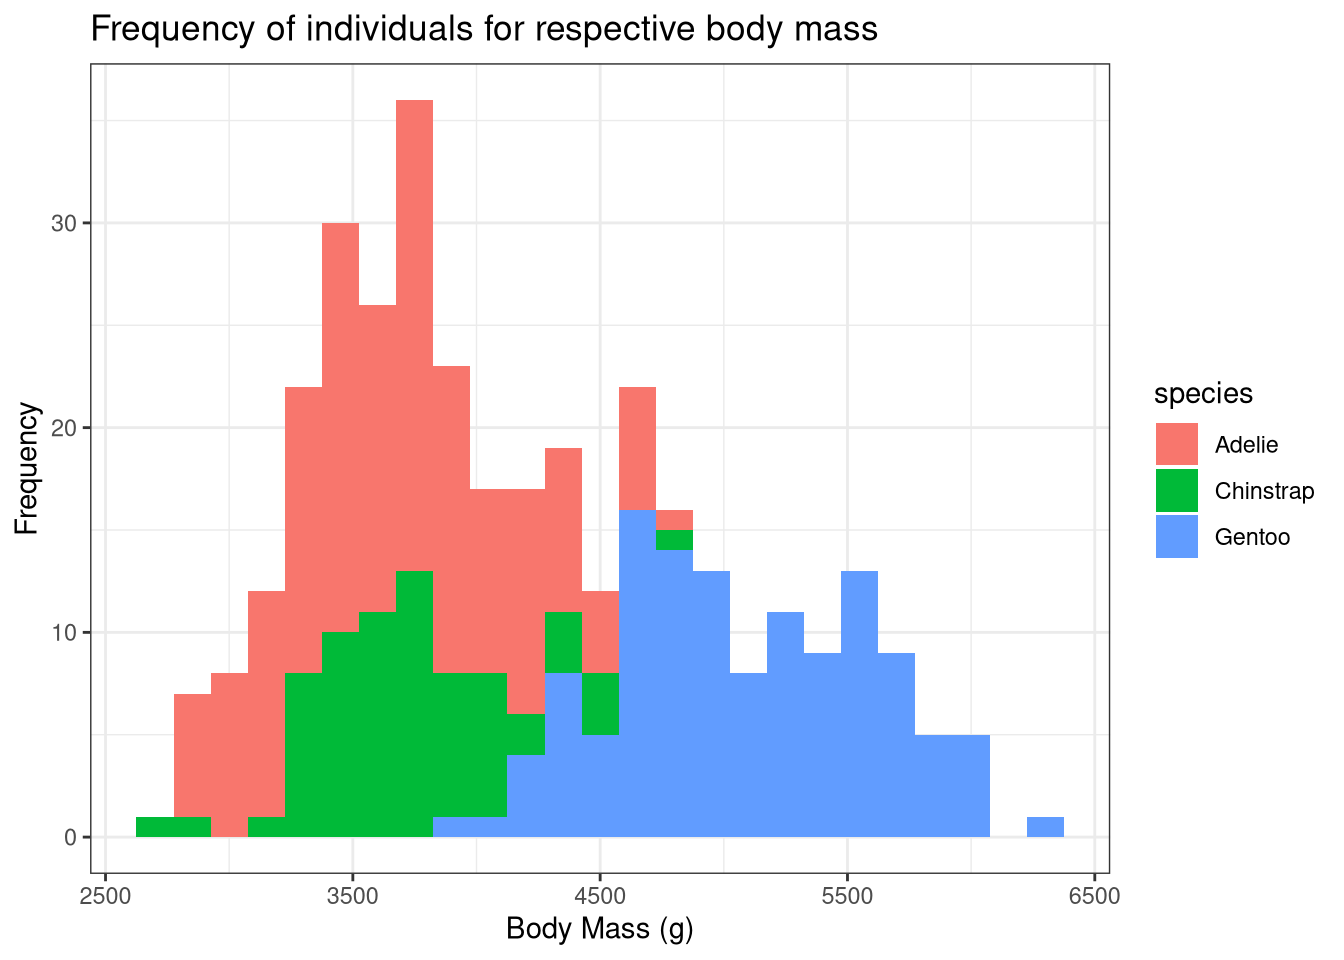 Frequency of individuals for respective body mass
30
20
10
0
Frequency
2500 3500 4500 5500 6500
Body Mass (g)
species
Adelie
Chinstrap
Gentoo